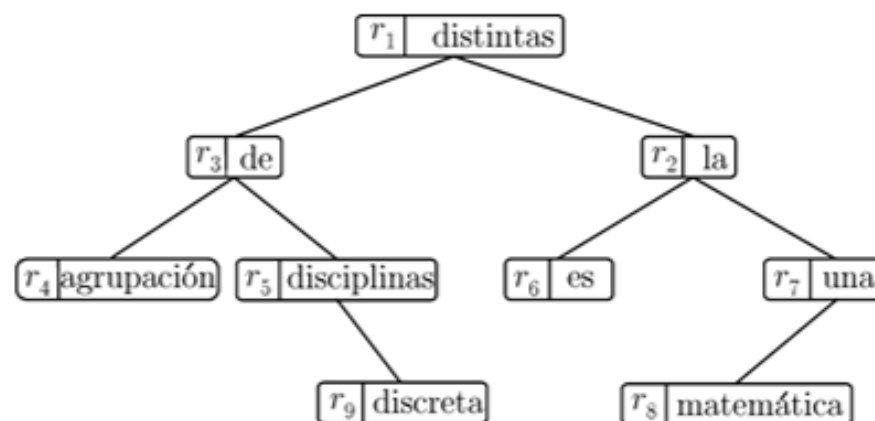 r₁ distintas
r₃ de r₂ la
r₄ agrupación r₅ disciplinas r₆ es r₇ una
r₉ discreta r₈ matemática